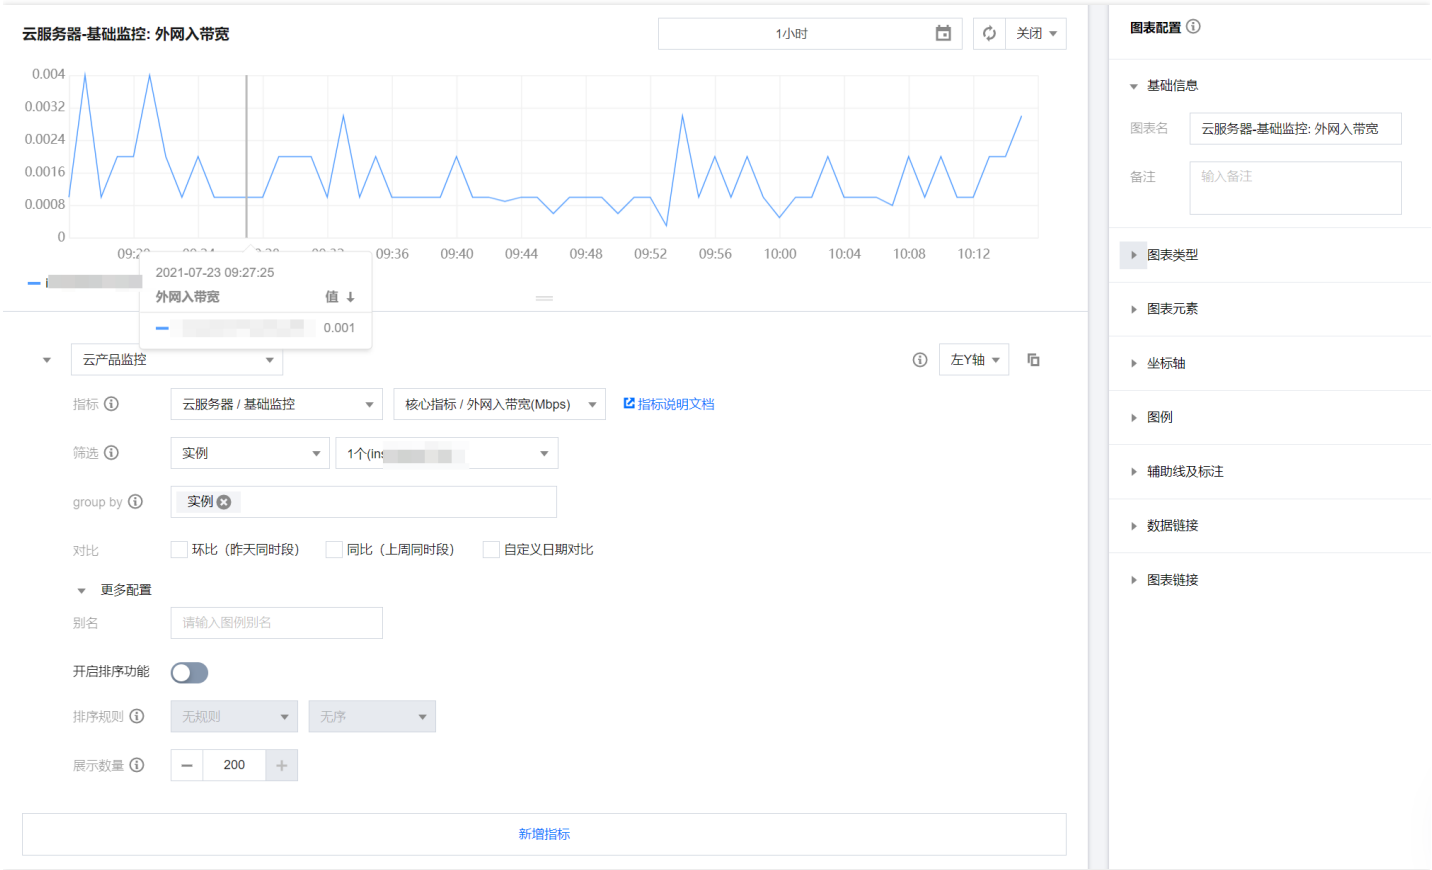 云服务器-基础监控: 外网入带宽
1小时
关闭
0.004
0.0032
0.0024
0.0016
0.0008
0
09:36 09:40 09:44 09:48 09:52 09:56 10:00 10:04 10:08 10:12
2021-07-23 09:27:25
外网入带宽 值
0.001
云产品监控
左Y轴
指标 云服务器 / 基础监控 核心指标 / 外网入带宽(Mbps) 指标说明文档
筛选 实例 1个(ins
group by 实例
对比 环比（昨天同时段） 同比（上周同时段） 自定义日期对比
更多配置
别名 请输入图例别名
开启排序功能
排序规则 无规则 无序
展示数量 200
新增指标
图表配置
基础信息
图表名 云服务器-基础监控: 外网入带宽
备注 输入备注
图表类型
图表元素
坐标轴
图例
辅助线及标注
数据链接
图表链接